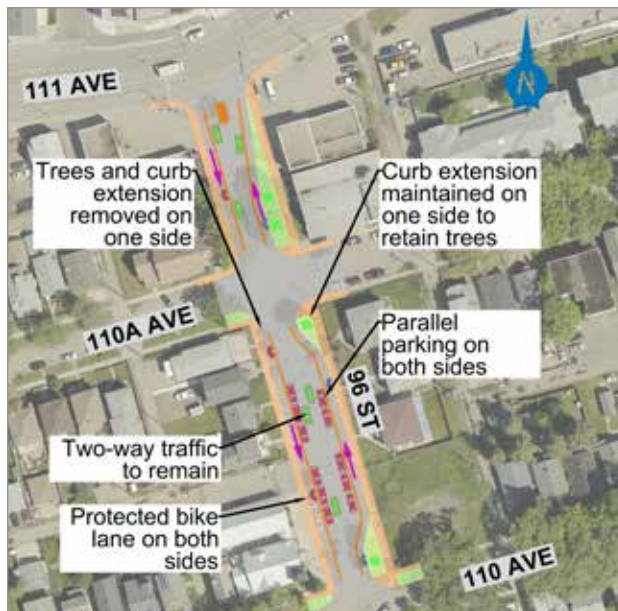 111 AVE
N
Trees and curb
extension
removed on
one side
Curb extension
maintained on
one side to
retain trees
110A AVE
Parallel
parking on
both sides
96 ST
Two-way traffic
to remain
Protected bike
lane on both
sides
110 AVE